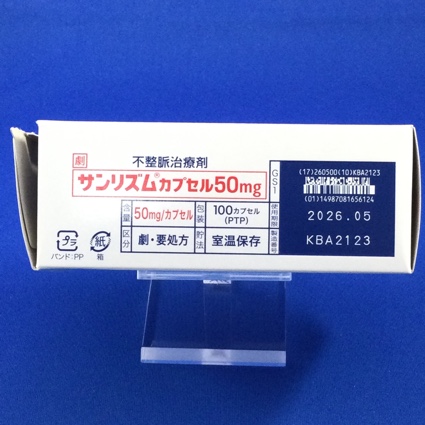 劇
不整脈治療剤
サンリズム®カプセル50mg
含量 50mg/カプセル 包装 100カプセル (PTP)
区分 劇・要処方 貯法 室温保存
プラ
バンド:PP
紙
箱
GS1
(17)260500(10)KBA2123
(01)14987081656124
使用期限 2026.05
製造番号 KBA2123